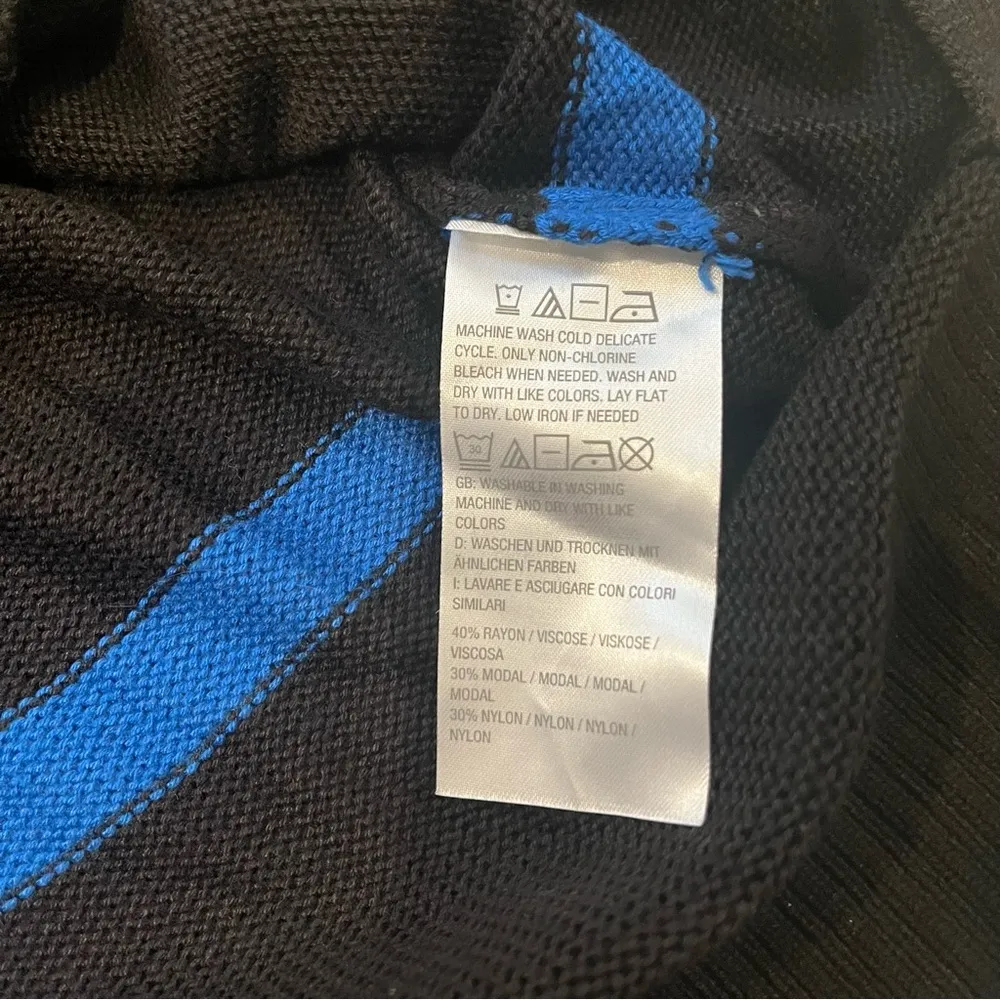 MACHINE WASH COLD DELICATE
CYCLE. ONLY NON-CHLORINE
BLEACH WHEN NEEDED. WASH AND
DRY WITH LIKE COLORS. LAY FLAT
TO DRY. LOW IRON IF NEEDED
30
GB: WASHABLE IN WASHING
MACHINE AND DRY WITH LIKE
COLORS
D: WASCHEN UND TROCKNEN MIT
ÄHNLICHEN FARBEN
I: LAVARE E ASCIUGARE CON COLORI
SIMILARI
40% RAYON / VISCOSE / VISKOSE /
VISCOSA
30% MODAL / MODAL / MODAL /
MODAL
30% NYLON / NYLON / NYLON /
NYLON